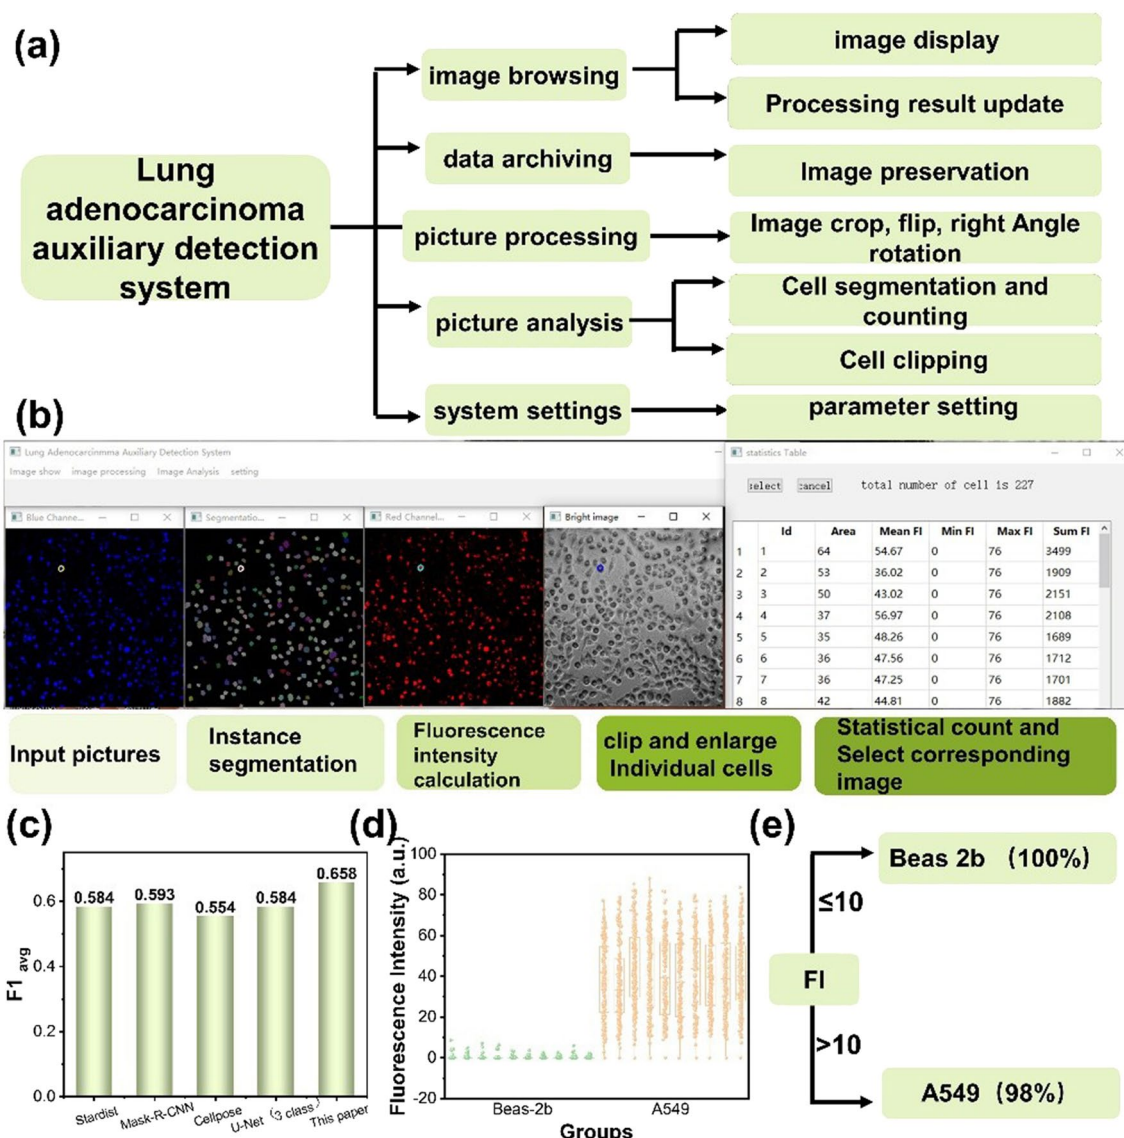 (a)
Lung
adenocarcinoma
auxiliary detection
system
image browsing
image display
Processing result update
data archiving
Image preservation
picture processing
Image crop, flip, right Angle
rotation
picture analysis
Cell segmentation and
counting
Cell clipping
system settings
parameter setting
(b)
Lung Adenocarcinmma Auxiliary Detection System
Image show image processing Image Analysis setting
Blue Channe...
Segmentatio...
Red Channel...
Bright image
statistics Table
select cancel total number of cell is 227
Id Area Mean FI Min FI Max FI Sum FI
1 1 64 54.67 0 76 3499
2 2 53 36.02 0 76 1909
3 3 50 43.02 0 76 2151
4 4 37 56.97 0 76 2108
5 5 35 48.26 0 76 1689
6 6 36 47.56 0 76 1712
7 7 36 47.25 0 76 1701
8 8 42 44.81 0 76 1882
Input pictures
Instance
segmentation
Fluorescence
intensity
calculation
clip and enlarge
Individual cells
Statistical count and
Select corresponding
image
(c)
F1 avg
0.6
0.4
0.2
0.0
0.584
0.593
0.554
0.584
0.658
Stardist
Mask-R-CNN
Cellpose
U-Net（3 class）
This paper
(d)
Fluorescence Intensity (a.u.)
100
80
60
40
20
0
-20
Beas-2b
A549
Groups
(e)
FI
≤10
Beas 2b （100%）
>10
A549（98%）